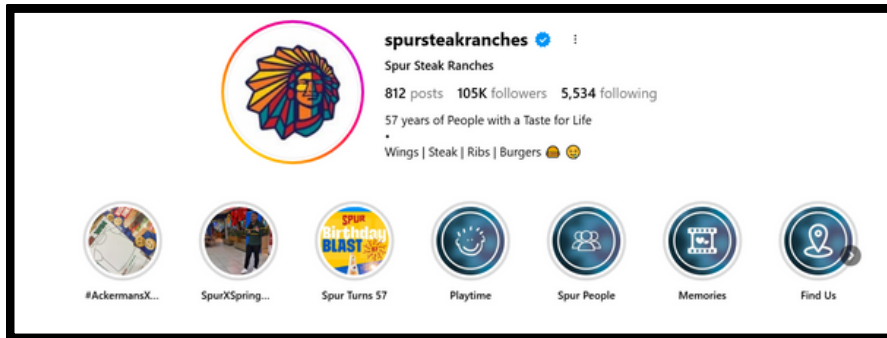 spursteakranches
Spur Steak Ranches
812 posts 105K followers 5,534 following
57 years of People with a Taste for Life
•
Wings | Steak | Ribs | Burgers 🍔 🤤
SPUR
Birthday
BLAST
#AckermansX...
SpurXSpring...
Spur Turns 57
Playtime
Spur People
Memories
Find Us